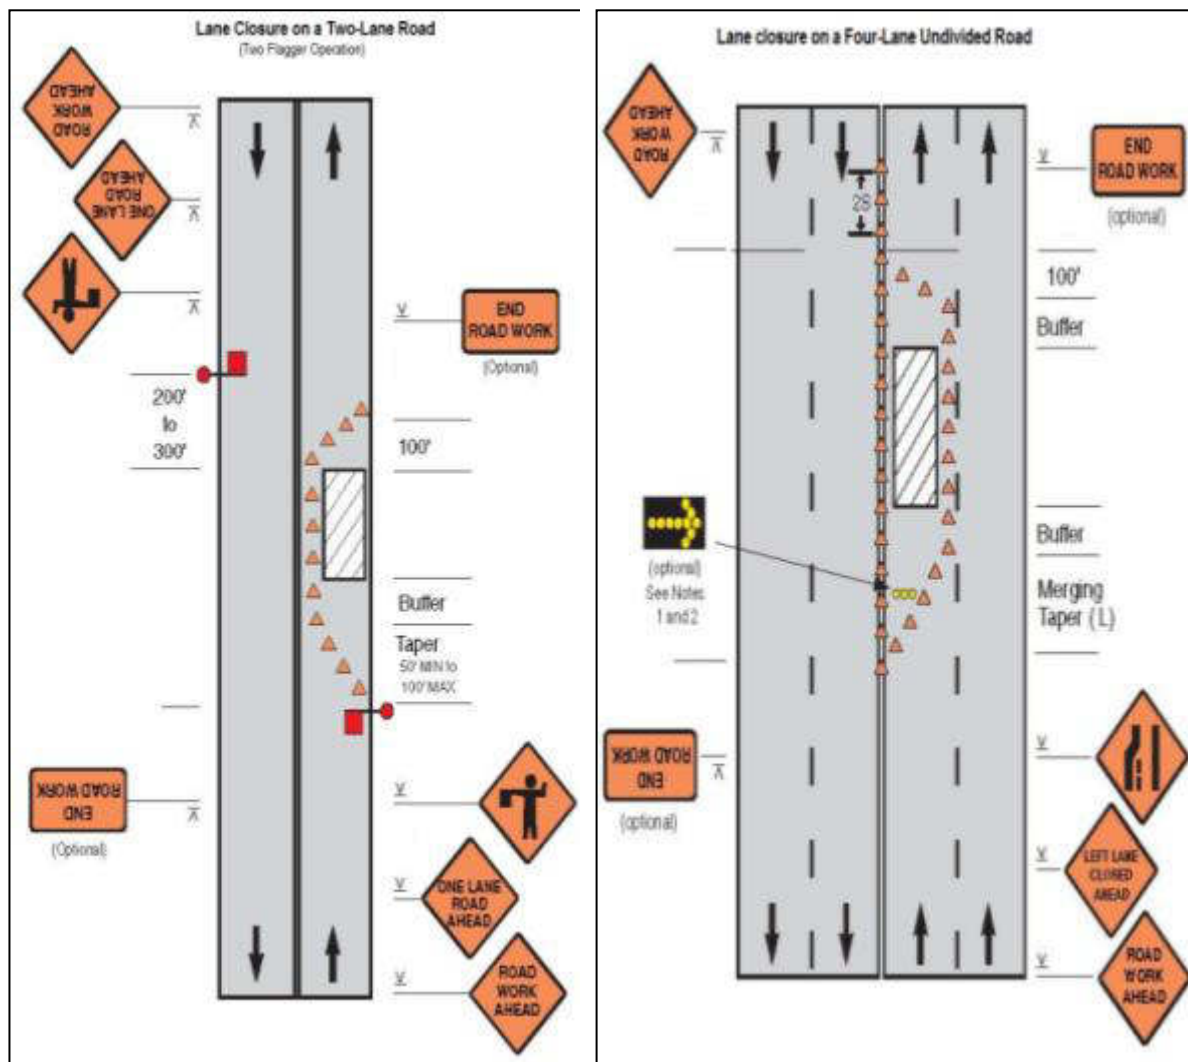 Lane Closure on a Two-Lane Road
(Two Flagger Operation)
ROAD
WORK
AHEAD
ONE LANE
ROAD
AHEAD
200'
to
300'
END
ROAD WORK
(Optional)
100'
Buffer
Taper
50' MIN to
100' MAX
END
ROAD WORK
(Optional)
ONE LANE
ROAD
AHEAD
ROAD
WORK
AHEAD
Lane closure on a Four-Lane Undivided Road
ROAD
WORK
AHEAD
END
ROAD WORK
(optional)
25
100'
Buffer
(optional)
See Notes
1 and 2
Buffer
Merging
Taper (L)
END
ROAD WORK
(optional)
LEFT LANE
CLOSED
AHEAD
ROAD
WORK
AHEAD